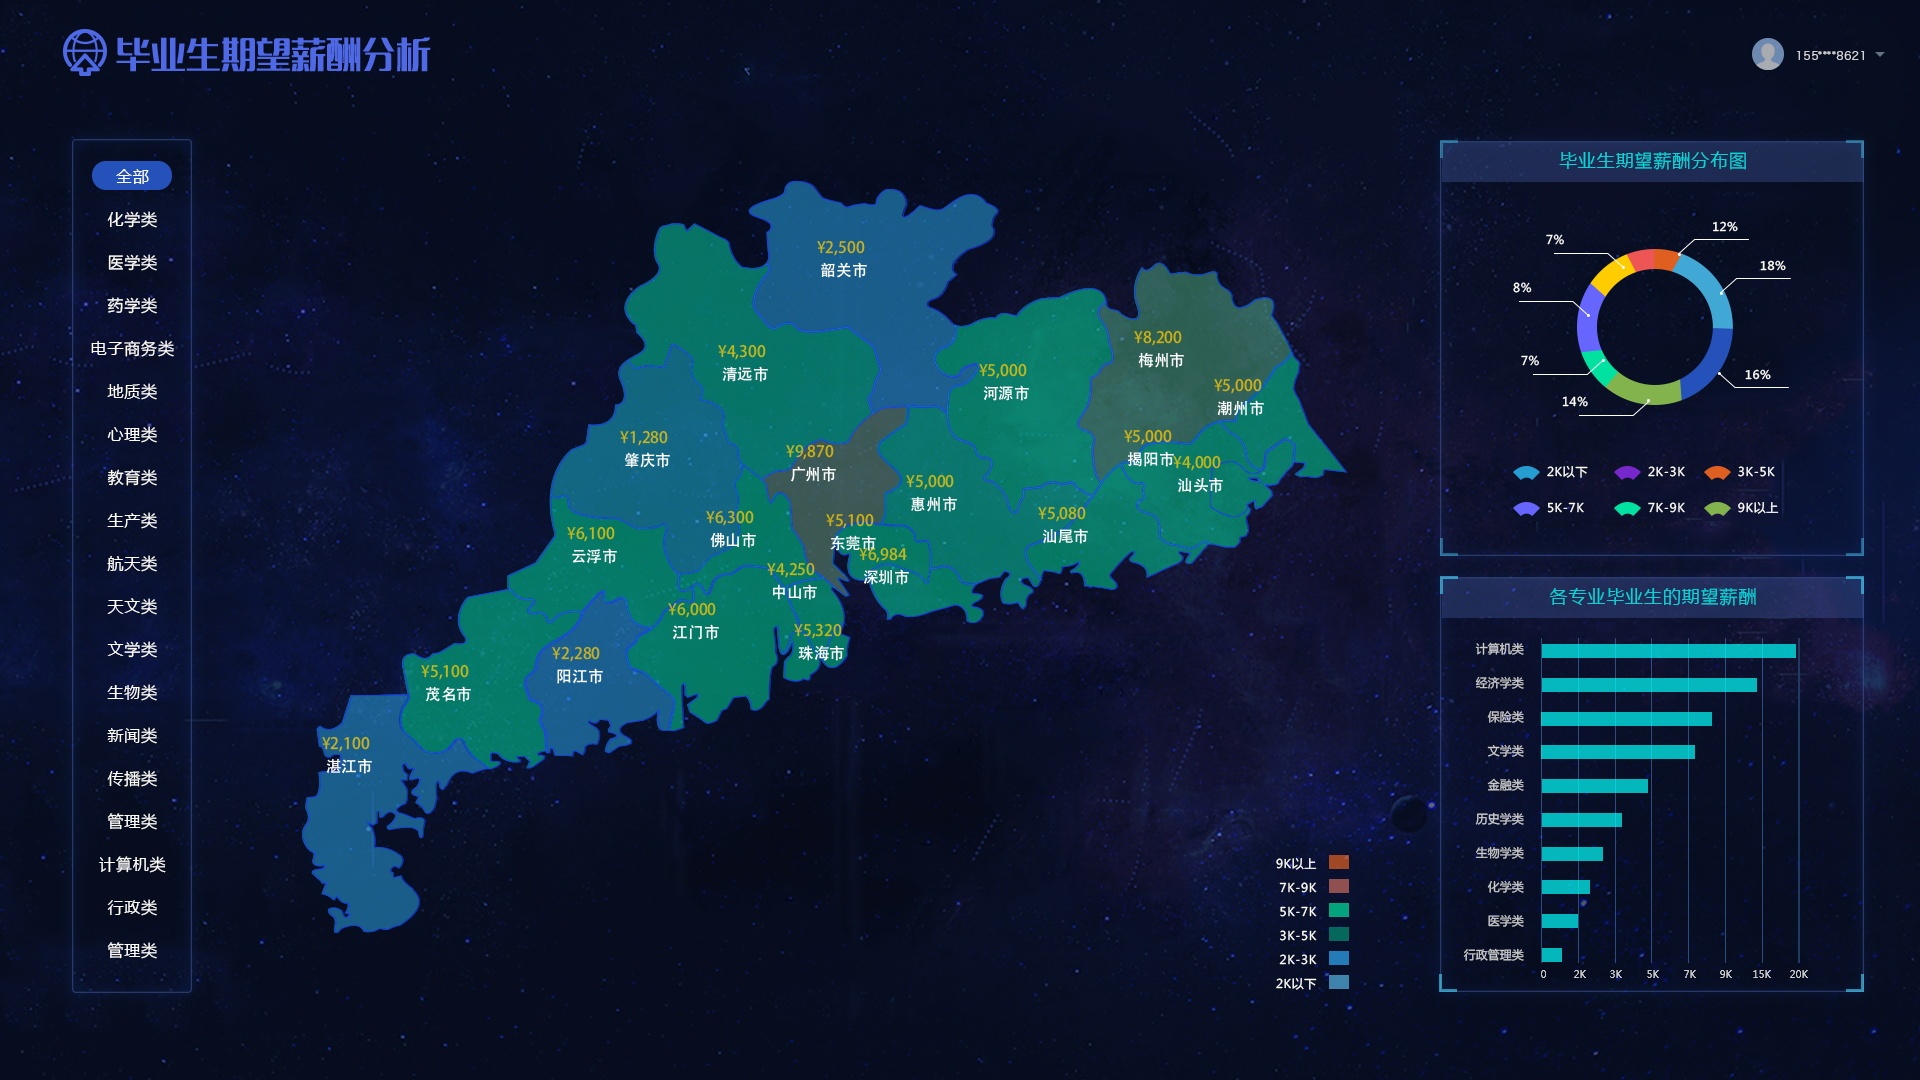 毕业生期望薪酬分析
155****8621
全部
化学类
医学类
药学类
电子商务类
地质类
心理类
教育类
生产类
航天类
天文类
文学类
生物类
新闻类
传播类
管理类
计算机类
行政类
管理类
¥2,500
韶关市
¥4,300
清远市
¥8,200
梅州市
¥5,000
河源市
¥5,000
潮州市
¥1,280
肇庆市
¥9,870
广州市
¥5,000
揭阳市
¥4,000
汕头市
¥5,000
惠州市
¥6,300
佛山市
¥5,100
东莞市
¥5,080
汕尾市
¥6,100
云浮市
¥6,984
深圳市
¥4,250
中山市
¥6,000
江门市
¥5,320
珠海市
¥2,280
阳江市
¥5,100
茂名市
¥2,100
湛江市
9K以上
7K-9K
5K-7K
3K-5K
2K-3K
2K以下
毕业生期望薪酬分布图
12%
7%
18%
8%
7%
16%
14%
2K以下
2K-3K
3K-5K
5K-7K
7K-9K
9K以上
各专业毕业生的期望薪酬
计算机类
经济学类
保险类
文学类
金融类
历史学类
生物学类
化学类
医学类
行政管理类
0 2K 3K 5K 7K 9K 15K 20K